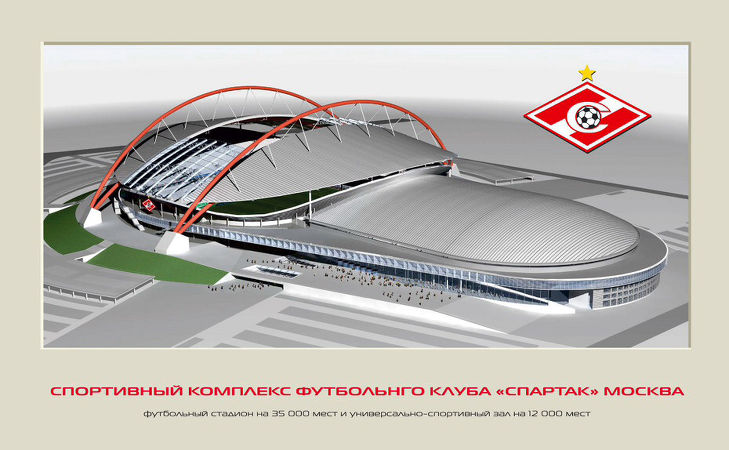 СПОРТИВНЫЙ КОМПЛЕКС ФУТБОЛЬНГО КЛУБА «СПАРТАК» МОСКВА
футбольный стадион на 35 000 мест и универсально-спортивный зал на 12 000 мест